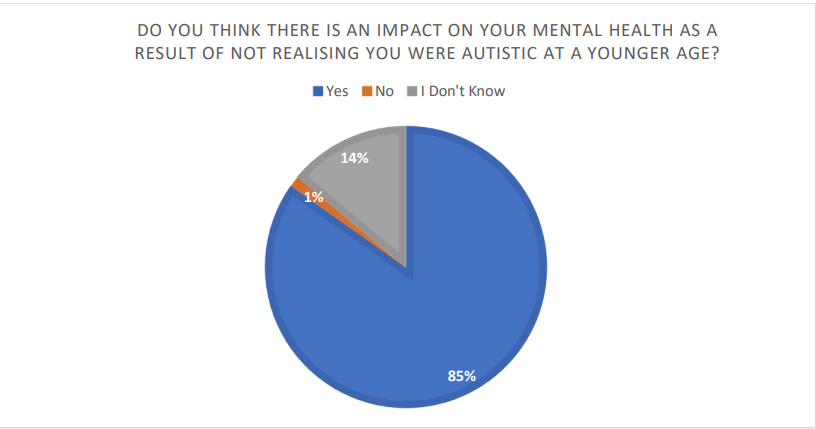 DO YOU THINK THERE IS AN IMPACT ON YOUR MENTAL HEALTH AS A
RESULT OF NOT REALISING YOU WERE AUTISTIC AT A YOUNGER AGE?
Yes No I Don't Know
14%
1%
85%